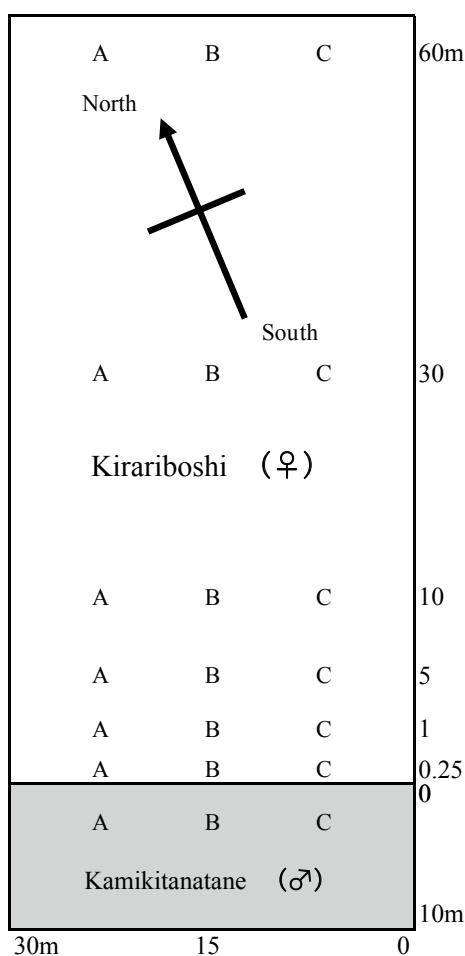 A B C 60m
North
South
A B C 30
Kirariboshi (♀)
A B C 10
A B C 5
A B C 1
A B C 0.25
0
A B C
Kamikitanatane (♂)
10m
30m 15 0